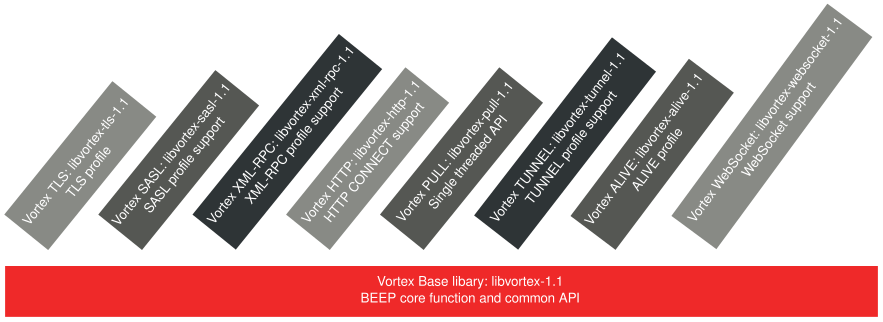 Vortex TLS: libvortex-tls-1.1
TLS profile
Vortex SASL: libvortex-sasl-1.1
SASL profile support
Vortex XML-RPC: libvortex-xml-rpc-1.1
XML-RPC profile support
Vortex HTTP: libvortex-http-1.1
HTTP CONNECT support
Vortex PULL: libvortex-pull-1.1
Single threaded API
Vortex TUNNEL: libvortex-tunnel-1.1
TUNNEL profile support
Vortex ALIVE: libvortex-alive-1.1
ALIVE profile
Vortex WebSocket: libvortex-websocket-1.1
WebSocket support
Vortex Base libary: libvortex-1.1
BEEP core function and common API